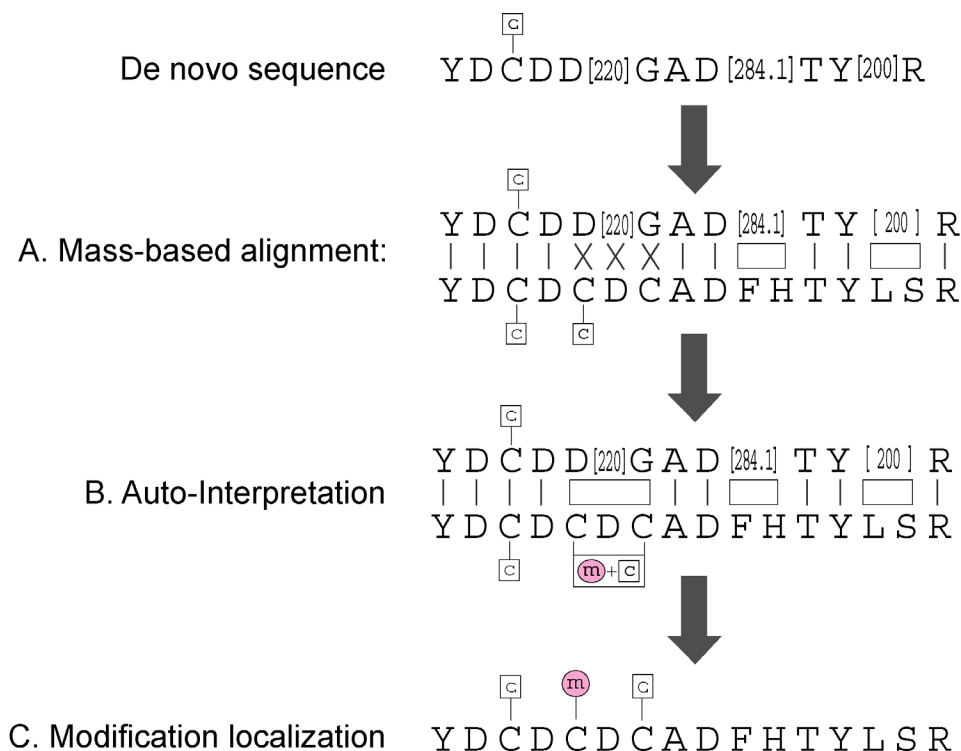 G
De novo sequence YDCDD[220]GAD[284.1]TY[200]R
G
YDCDD[220]GAD[284.1]TY[200]R
A. Mass-based alignment:
YDCDCDCADFHTYLSR
C C
G
YDCDD[220]GAD[284.1]TY[200]R
B. Auto-Interpretation
YDCDCDCADFHTYLSR
C m+C
G m G
C. Modification localization YDCDCDCADFHTYLSR